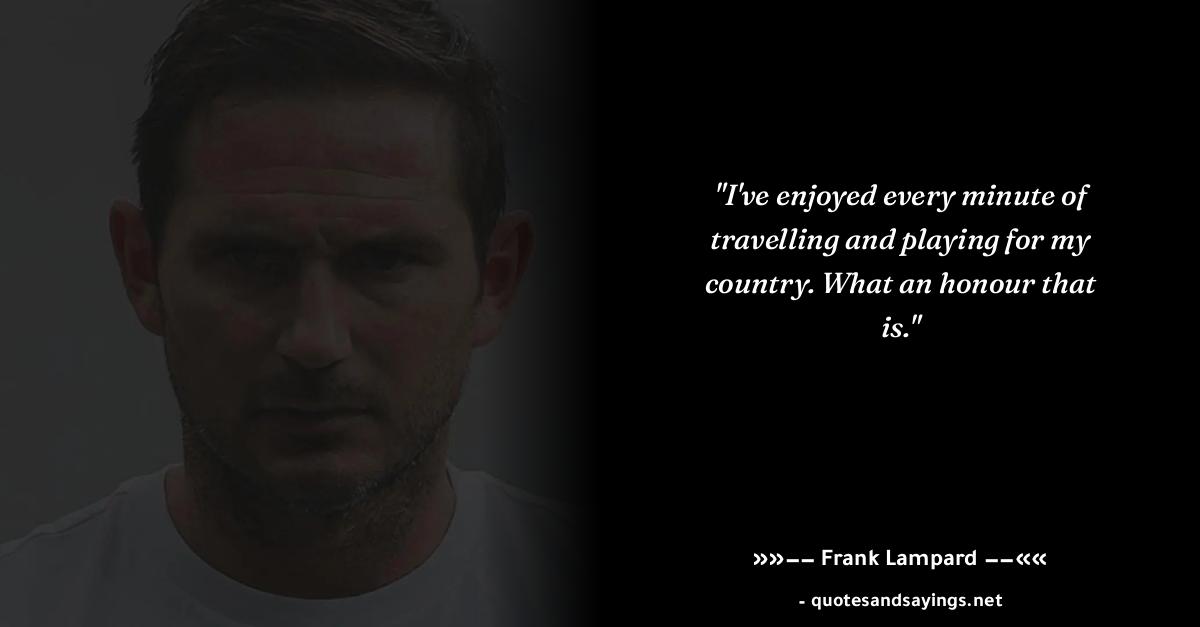 "I've enjoyed every minute of
travelling and playing for my
country. What an honour that
is."
»»–– Frank Lampard ––««
- quotesandsayings.net